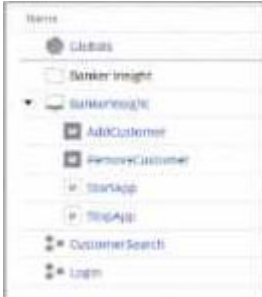 Name
Globals
Banker Insight
BankerInsight
AddCustomer
RemoveCustomer
StartApp
StopApp
CustomerSearch
Login